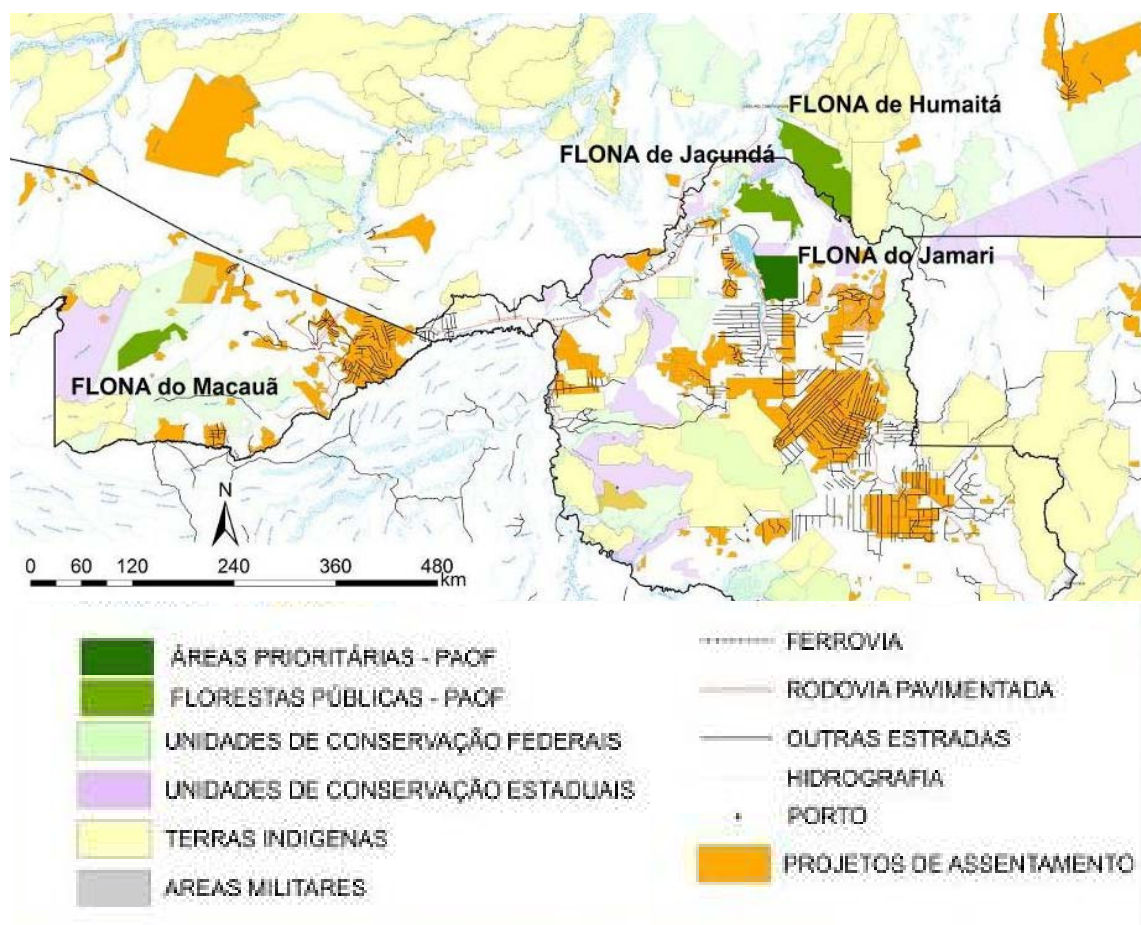 FLONA de Humaitá
FLONA de Jacundá
FLONA do Jamari
FLONA do Macauã
N
0 60 120 240 360 480
km
ÁREAS PRIORITÁRIAS - PAOF
FLORESTAS PÚBLICAS - PAOF
UNIDADES DE CONSERVAÇÃO FEDERAIS
UNIDADES DE CONSERVAÇÃO ESTADUAIS
TERRAS INDIGENAS
AREAS MILITARES
FERROVIA
RODOVIA PAVIMENTADA
OUTRAS ESTRADAS
HIDROGRAFIA
PORTO
PROJETOS DE ASSENTAMENTO